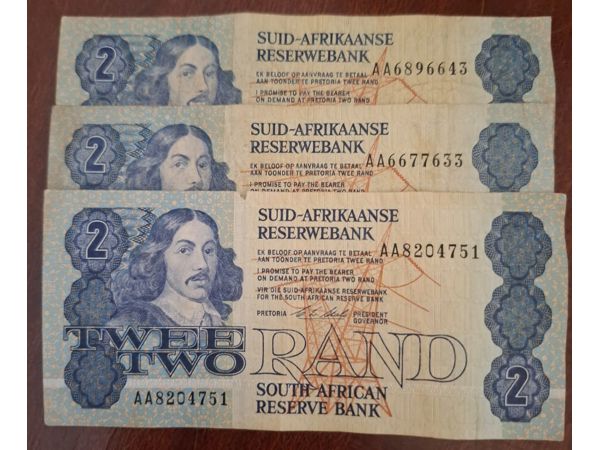 2
SUID-AFRIKAANSE
RESERWEBANK
AA6896643
EK BELOOF OP AANVRAAG TE BETAAL
AAN TOONDER TE PRETORIA TWEE RAND
I PROMISE TO PAY THE BEARER
ON DEMAND AT PRETORIA TWO RAND
2
SUID-AFRIKAANSE
RESERWEBANK
AA6677633
EK BELOOF OP AANVRAAG TE BETAAL
AAN TOONDER TE PRETORIA TWEE RAND
I PROMISE TO PAY THE BEARER
ON DEMAND AT PRETORIA TWO RAND
2
SUID-AFRIKAANSE
RESERWEBANK
AA8204751
EK BELOOF OP AANVRAAG TE BETAAL
AAN TOONDER TE PRETORIA TWEE RAND
I PROMISE TO PAY THE BEARER
ON DEMAND AT PRETORIA TWO RAND
VIR DIE SUID-AFRIKAANSE RESERWEBANK
FOR THE SOUTH AFRICAN RESERVE BANK
PRETORIA PRESIDENT
GOVERNOR
TWEE
TWO RAND
2
AA8204751
SOUTH AFRICAN
RESERVE BANK